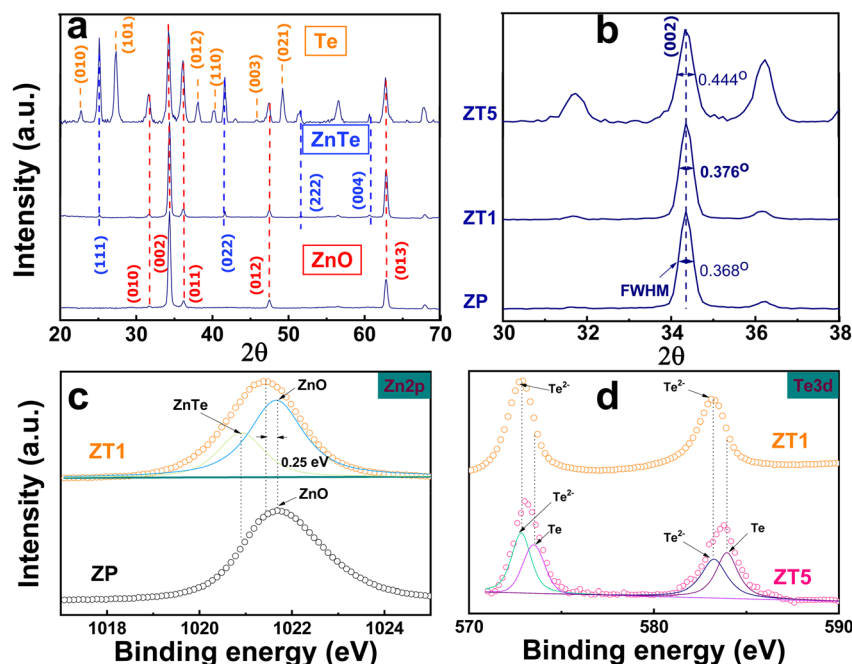 a
Te
(010)
(101)
(012)
(110)
(003)
(021)
ZnTe
(222)
(004)
(111)
(022)
ZnO
(010)
(002)
(011)
(012)
(013)
Intensity (a.u.)
20 30 40 50 60 70
2θ
b
(002)
0.444o
ZT5
0.376o
ZT1
0.368o
FWHM
ZP
30 32 34 36 38
2θ
c
Zn2p
ZnO
ZnTe
ZT1
0.25 eV
ZnO
ZP
Intensity (a.u.)
1018 1020 1022 1024
Binding energy (eV)
d
Te3d
Te2-
Te2-
ZT1
Te2-
Te
Te2-
Te
ZT5
570 580 590
Binding energy (eV)